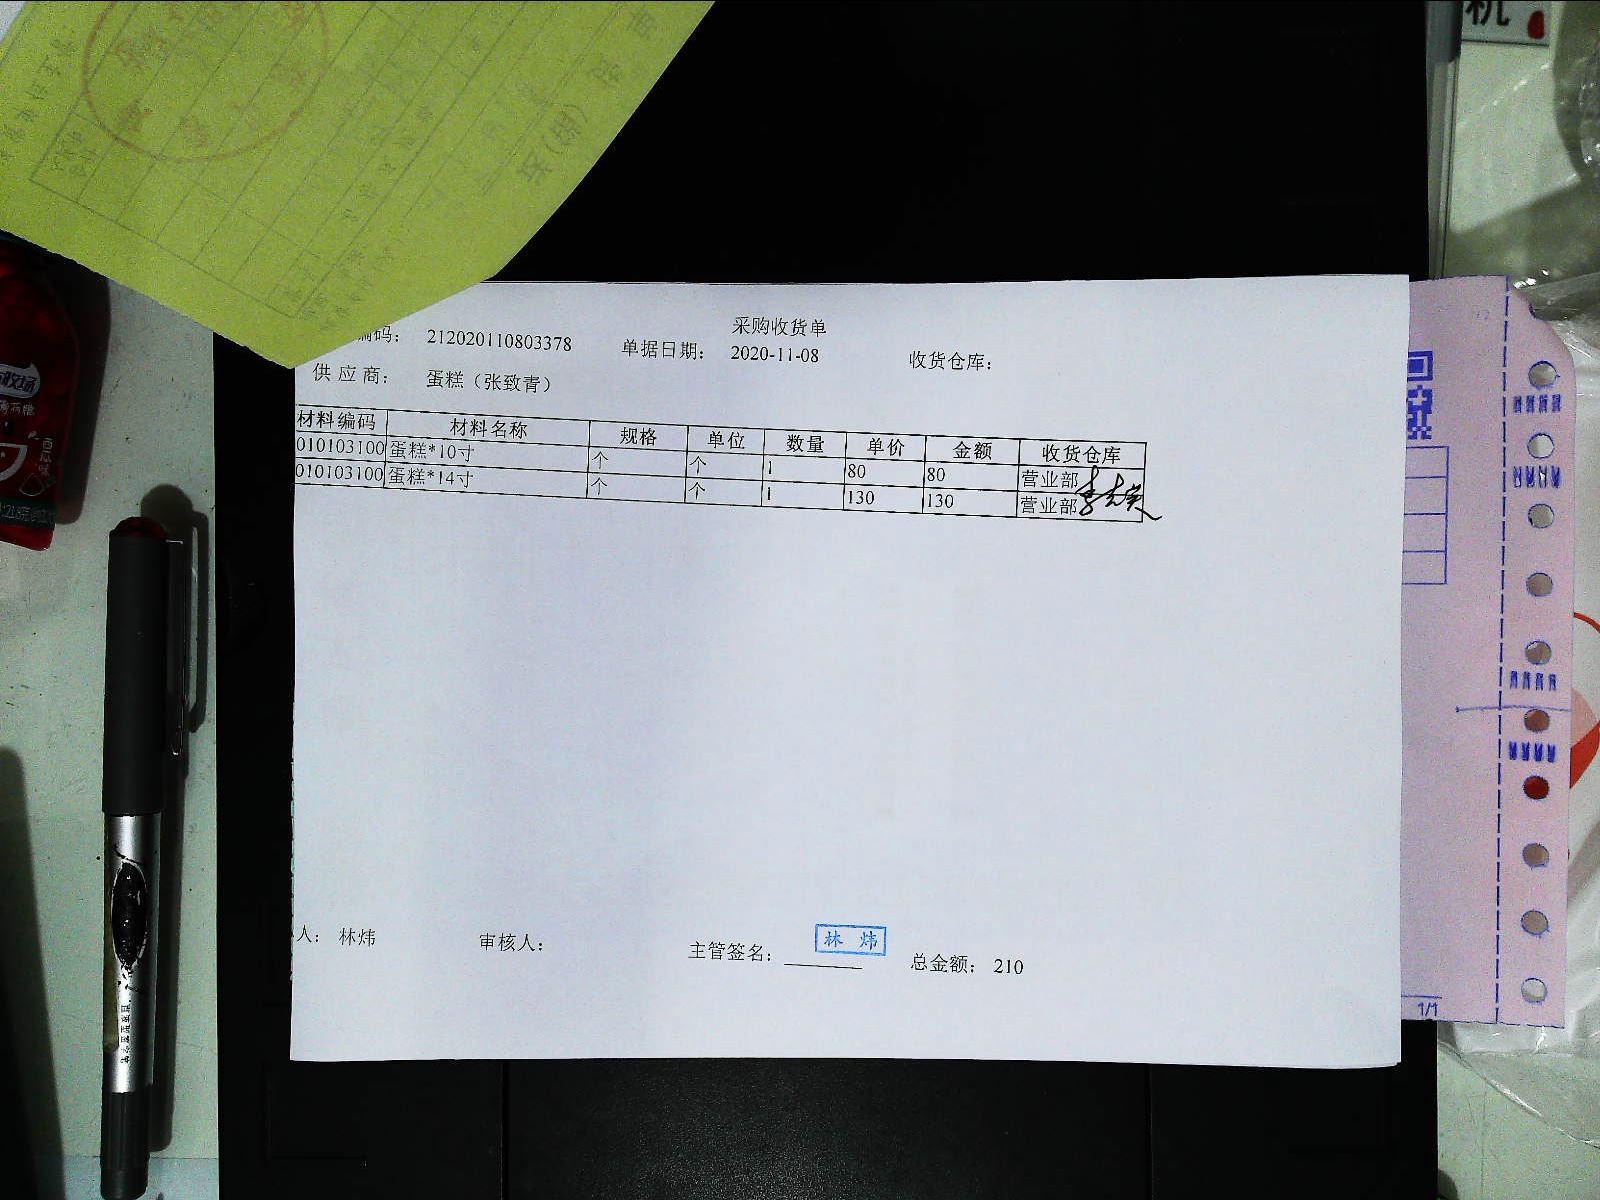 采购收货单
编码： 212020110803378 单据日期： 2020-11-08 收货仓库：
供 应 商： 蛋糕（张致青）
材料编码 材料名称 规格 单位 数量 单价 金额 收货仓库
010103100 蛋糕*10寸 个 个 1 80 80 营业部
010103100 蛋糕*14寸 个 个 1 130 130 营业部
人： 林炜 审核人： 主管签名： 林 炜 总金额： 210
1/1
机